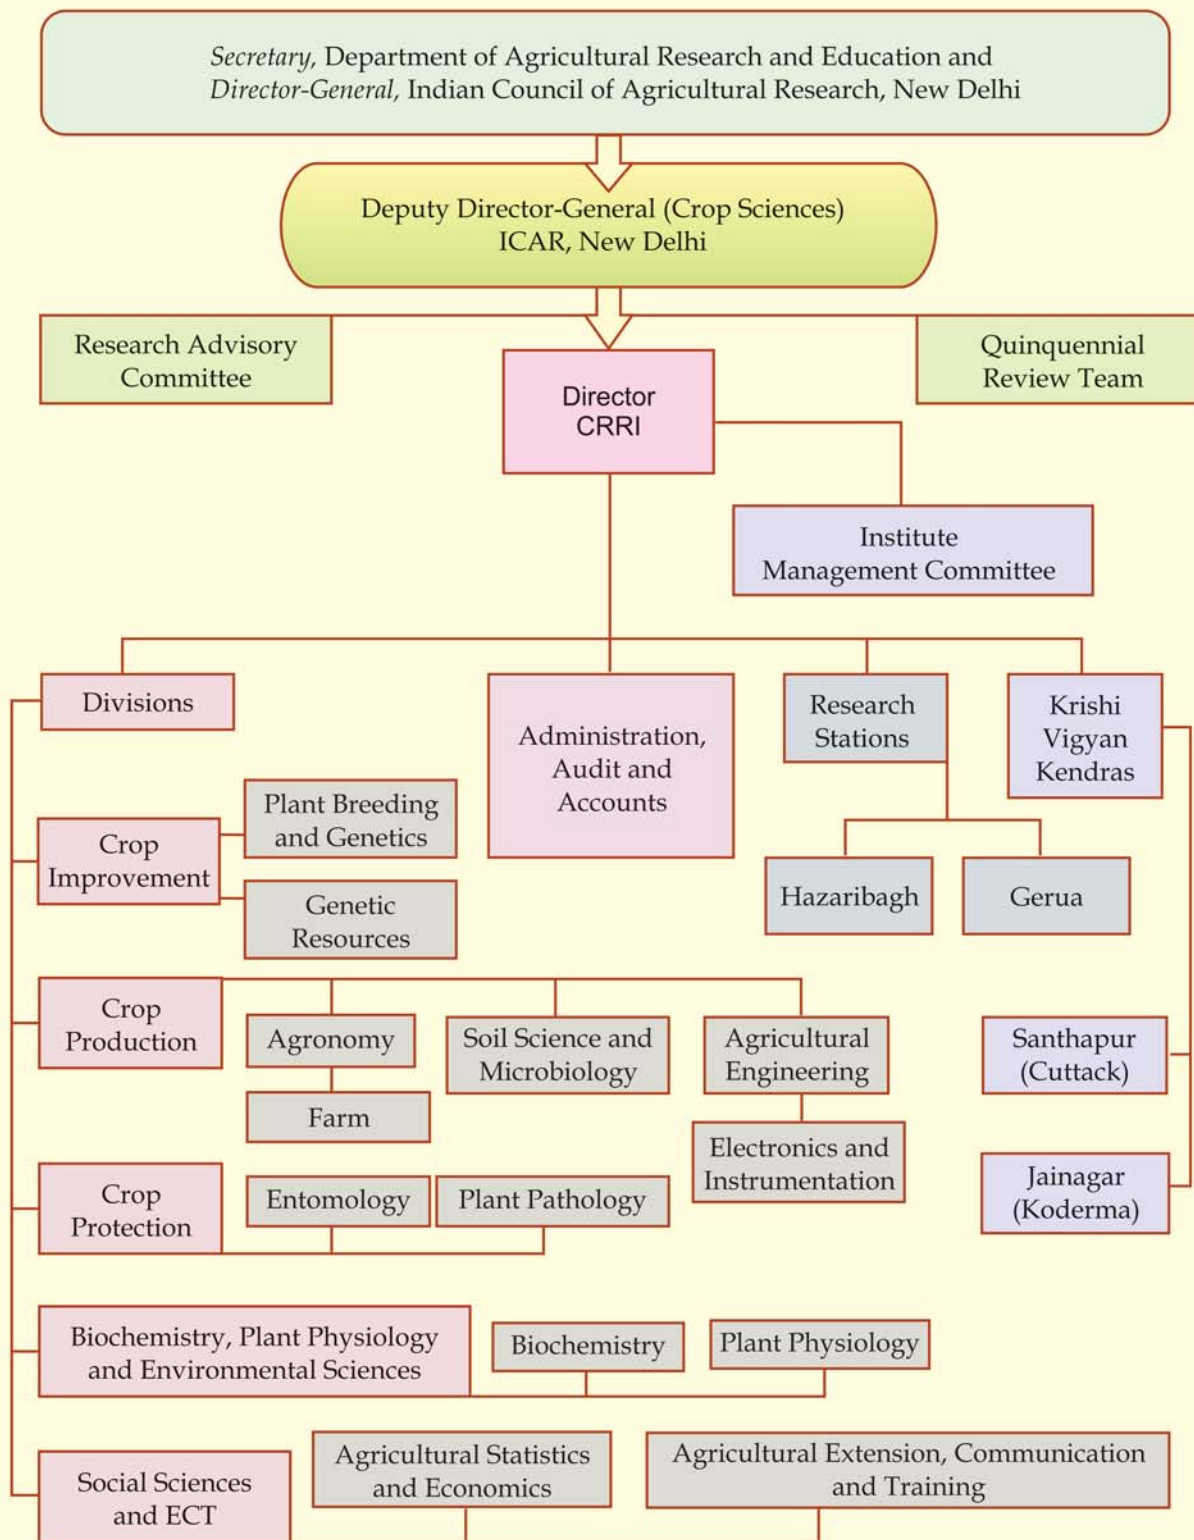 Secretary, Department of Agricultural Research and Education and
Director-General, Indian Council of Agricultural Research, New Delhi
Deputy Director-General (Crop Sciences)
ICAR, New Delhi
Research Advisory
Committee
Quinquennial
Review Team
Director
CRRI
Institute
Management Committee
Divisions
Administration,
Audit and
Accounts
Research
Stations
Krishi
Vigyan
Kendras
Crop
Improvement
Plant Breeding
and Genetics
Genetic
Resources
Hazaribagh
Gerua
Crop
Production
Agronomy
Farm
Soil Science and
Microbiology
Agricultural
Engineering
Electronics and
Instrumentation
Santhapur
(Cuttack)
Jainagar
(Koderma)
Crop
Protection
Entomology
Plant Pathology
Biochemistry, Plant Physiology
and Environmental Sciences
Biochemistry
Plant Physiology
Social Sciences
and ECT
Agricultural Statistics
and Economics
Agricultural Extension, Communication
and Training